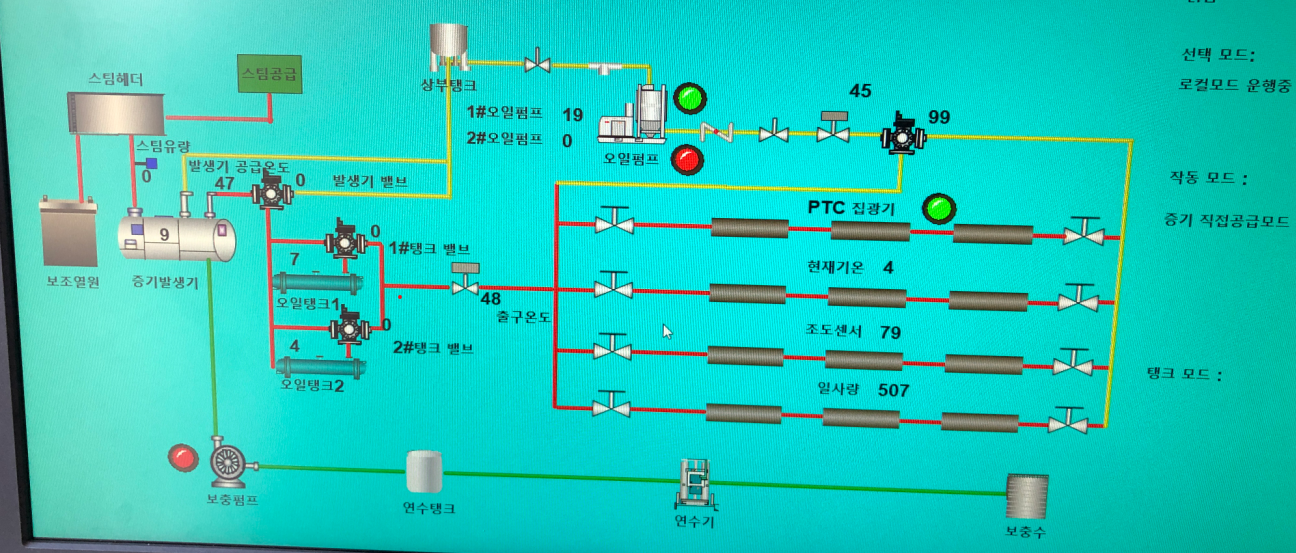 선택 모드:
스팀헤더
스팀공급
상부탱크
로컬모드 운행중
45
1#오일펌프 19
99
2#오일펌프 0
스팀유량
오일펌프
0
발생기 공급온도
47
0
발생기 밸브
작동 모드 :
PTC 집광기
증기 직접공급모드
9
0
1#탱크 밸브
7
현재기온 4
보조열원
증기발생기
오일탱크1
48
출구온도
0
조도센서 79
4
2#탱크 밸브
오일탱크2
탱크 모드 :
일사량 507
보충펌프
연수탱크
연수기
보충수